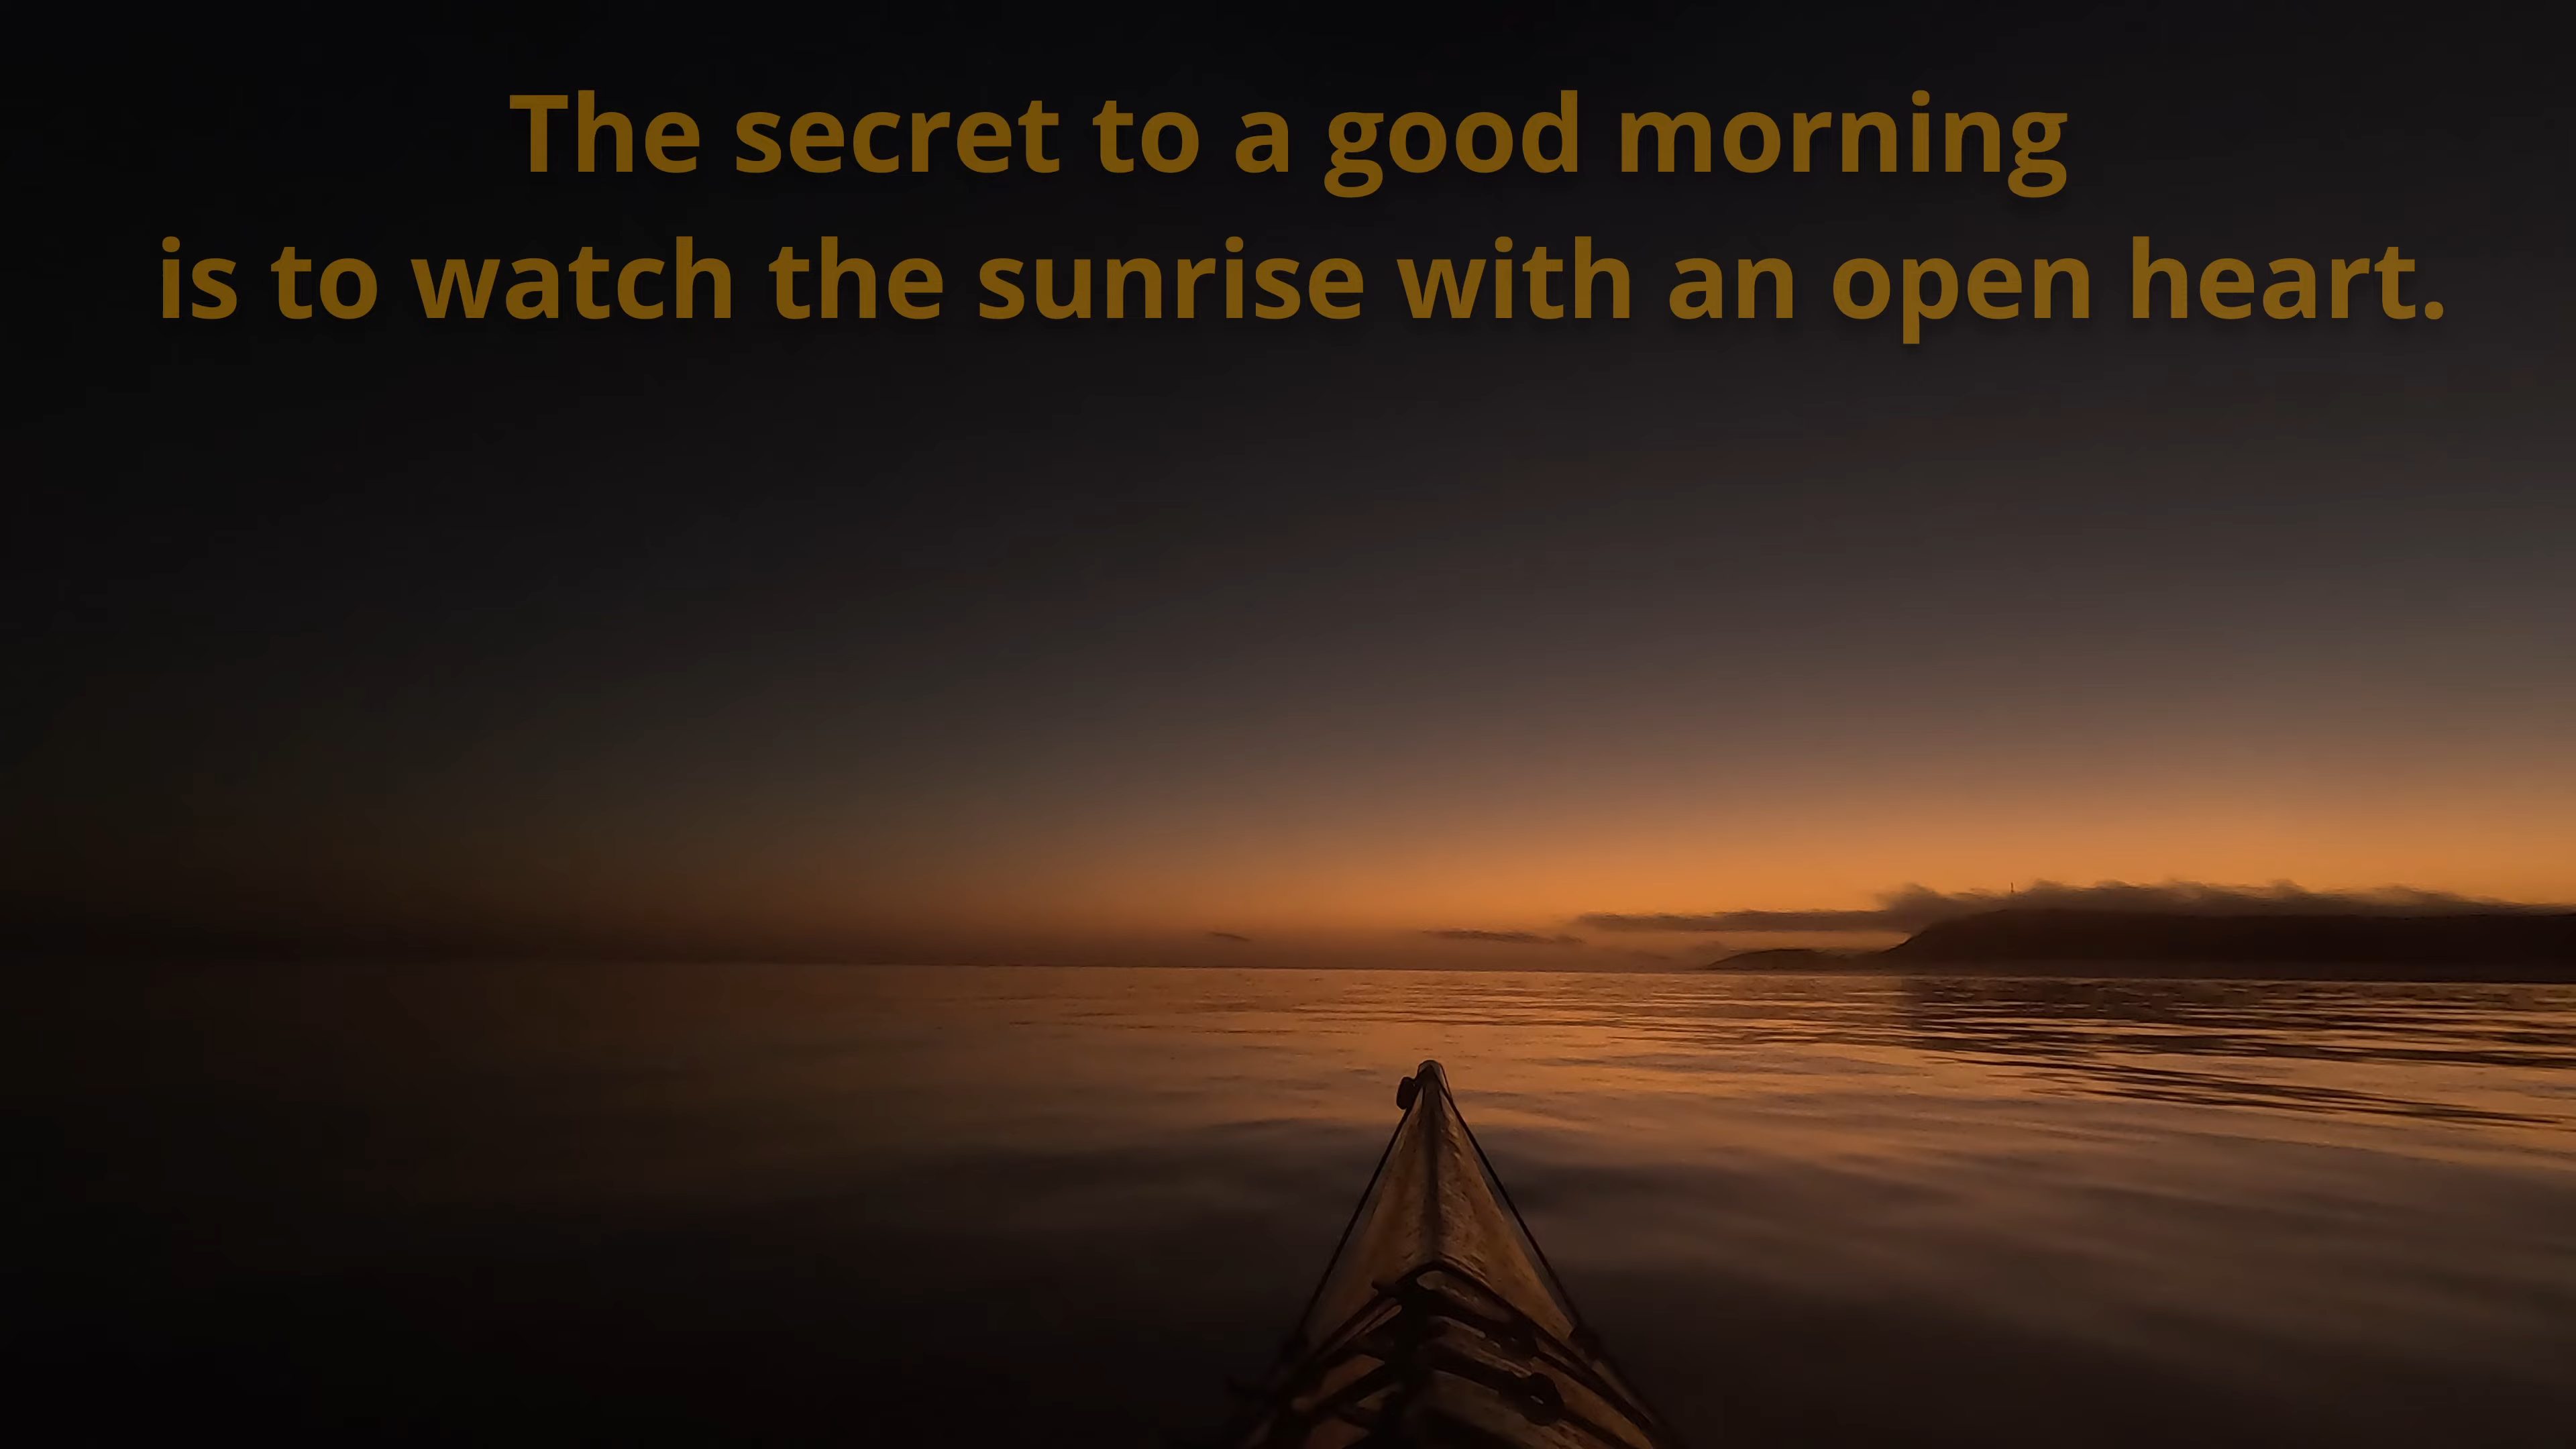 The secret to a good morning
is to watch the sunrise with an open heart.